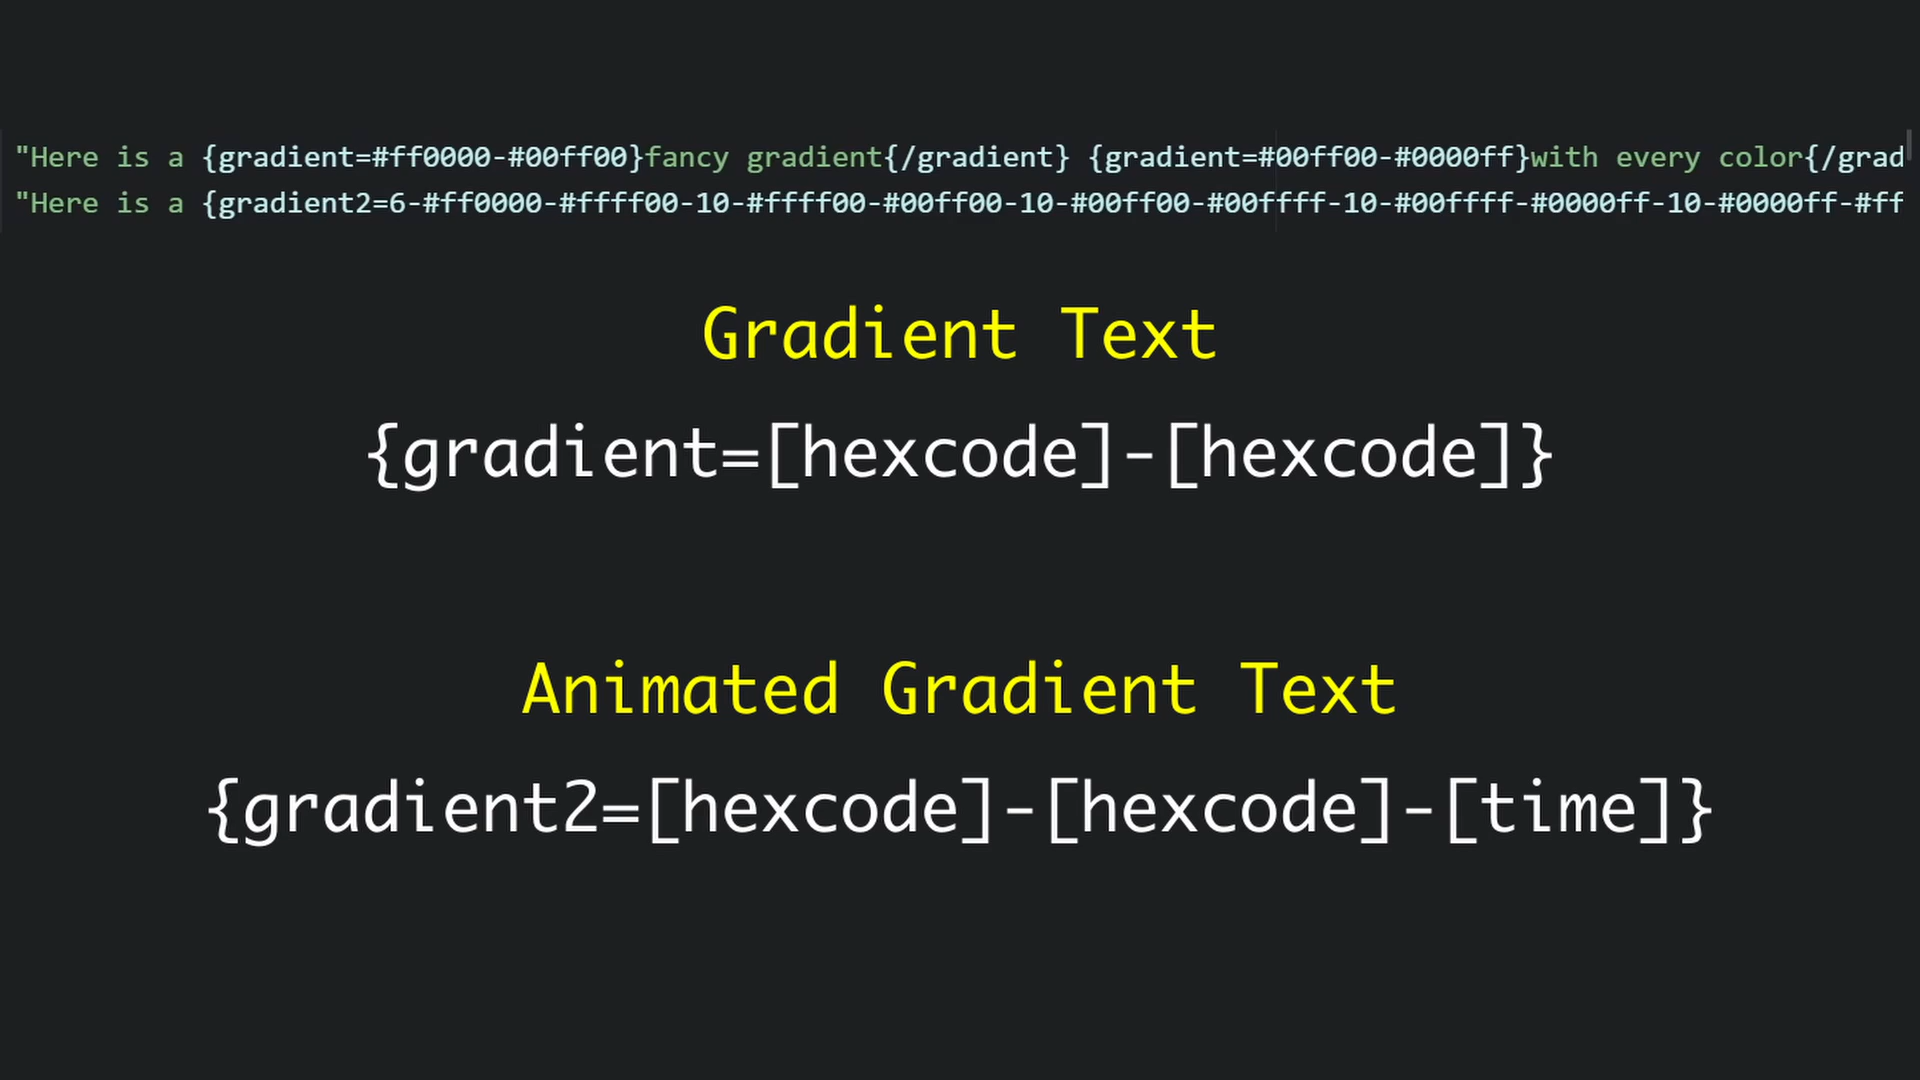 "Here is a {gradient=#ff0000-#00ff00}fancy gradient{/gradient} {gradient=#00ff00-#0000ff}with every color{/grad
"Here is a {gradient2=6-#ff0000-#ffff00-10-#ffff00-#00ff00-10-#00ff00-#00ffff-10-#00ffff-#0000ff-10-#0000ff-#ff
Gradient Text
{gradient=[hexcode]-[hexcode]}
Animated Gradient Text
{gradient2=[hexcode]-[hexcode]-[time]}